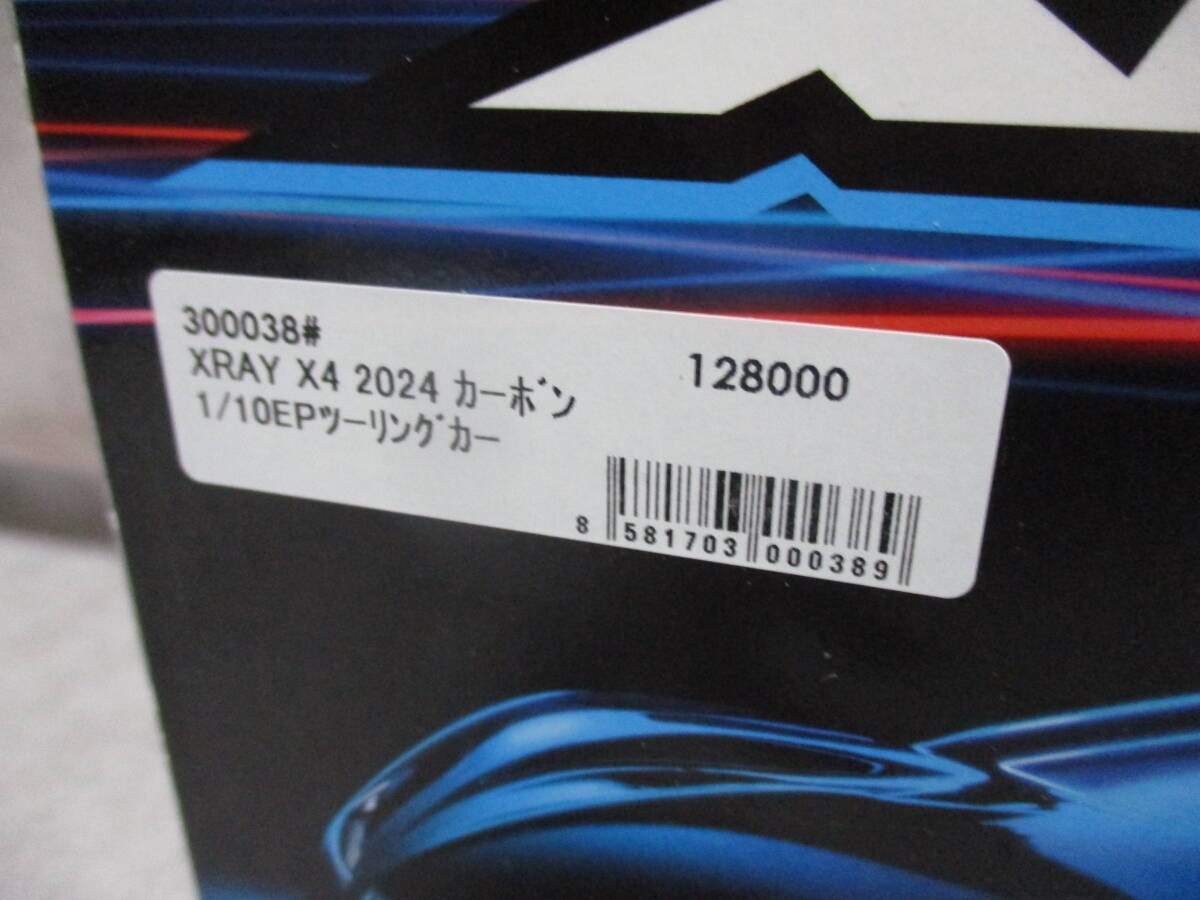 300038#
XRAY X4 2024 ｶｰﾎﾞﾝ 128000
1/10EPﾂｰﾘﾝｸﾞｶｰ
8 581703 000389